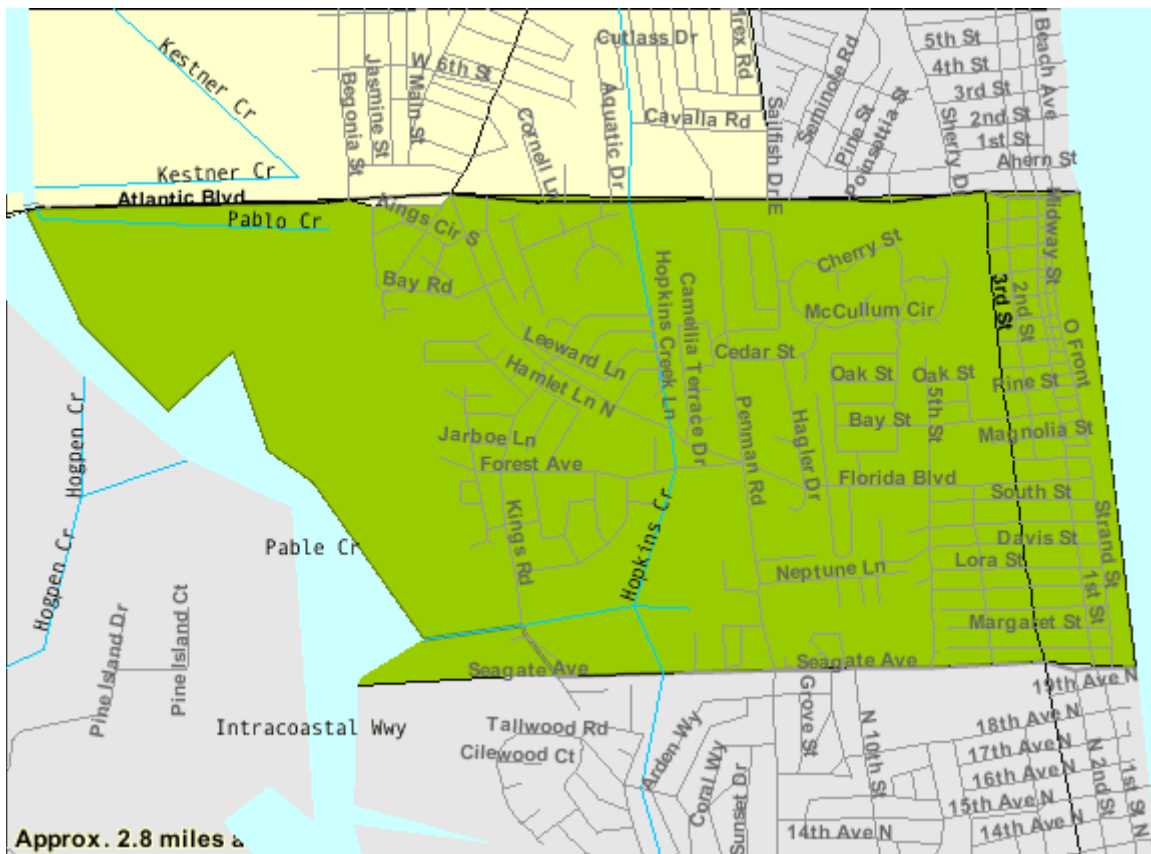 Kestner Cr
Jasmine St
Begonia St
Main St
W 6th St
Cutlass Dr
Aquatic Dr
Cornell Ln
rex Rd
Cavalla Rd
Sailfish Dr E
Seminole Rd
Pine St
Poinsettia St
5th St
4th St
3rd St
2nd St
1st St
Beach Ave
Sherry D
Ahern St
Kestner Cr
Atlantic Blvd
Pablo Cr
Kings Cir S
Bay Rd
Hopkins Creek Ln
Camellia Terrace Dr
Cherry St
McCullum Cir
3rd St
2nd St
Midway St
O Front
Leeward Ln
Hamlet Ln N
Cedar St
Oak St
Oak St
Pine St
Hogpen Cr
Penman Rd
Hagler Dr
Bay St
5th St
Magnolia St
Jarboe Ln
Forest Ave
Florida Blvd
South St
Strand St
Kings Rd
Hopkins Cr
Pable Cr
Davis St
Lora St
Neptune Ln
1st St
Hogpen Cr
Margaret St
Pine Island Dr
Pine Island Ct
Seagate Ave
Seagate Ave
19th Ave N
Intracoastal Wwy
Tallwood Rd
Cilewood Ct
Arden Wy
Coral Wy
Sunset Dr
Grove St
N 10th St
18th Ave N
17th Ave N
16th Ave N
15th Ave N
14th Ave N
14th Ave N
N 2nd St
1st St N
Approx. 2.8 miles a